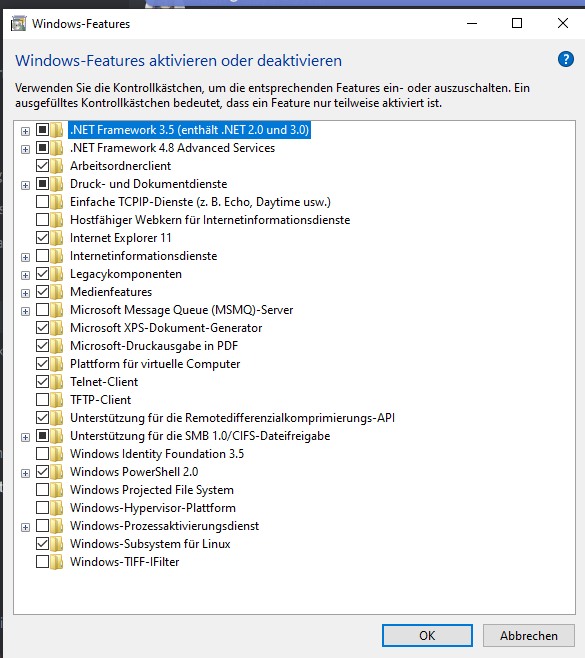 Windows-Features
Windows-Features aktivieren oder deaktivieren
Verwenden Sie die Kontrollkästchen, um die entsprechenden Features ein- oder auszuschalten. Ein
ausgefülltes Kontrollkästchen bedeutet, dass ein Feature nur teilweise aktiviert ist.
.NET Framework 3.5 (enthält .NET 2.0 und 3.0)
.NET Framework 4.8 Advanced Services
Arbeitsordnerclient
Druck- und Dokumentdienste
Einfache TCPIP-Dienste (z. B. Echo, Daytime usw.)
Hostfähiger Webkern für Internetinformationsdienste
Internet Explorer 11
Internetinformationsdienste
Legacykomponenten
Medienfeatures
Microsoft Message Queue (MSMQ)-Server
Microsoft XPS-Dokument-Generator
Microsoft-Druckausgabe in PDF
Plattform für virtuelle Computer
Telnet-Client
TFTP-Client
Unterstützung für die Remotedifferenzialkomprimierungs-API
Unterstützung für die SMB 1.0/CIFS-Dateifreigabe
Windows Identity Foundation 3.5
Windows PowerShell 2.0
Windows Projected File System
Windows-Hypervisor-Plattform
Windows-Prozessaktivierungsdienst
Windows-Subsystem für Linux
Windows-TIFF-IFilter
OK
Abbrechen